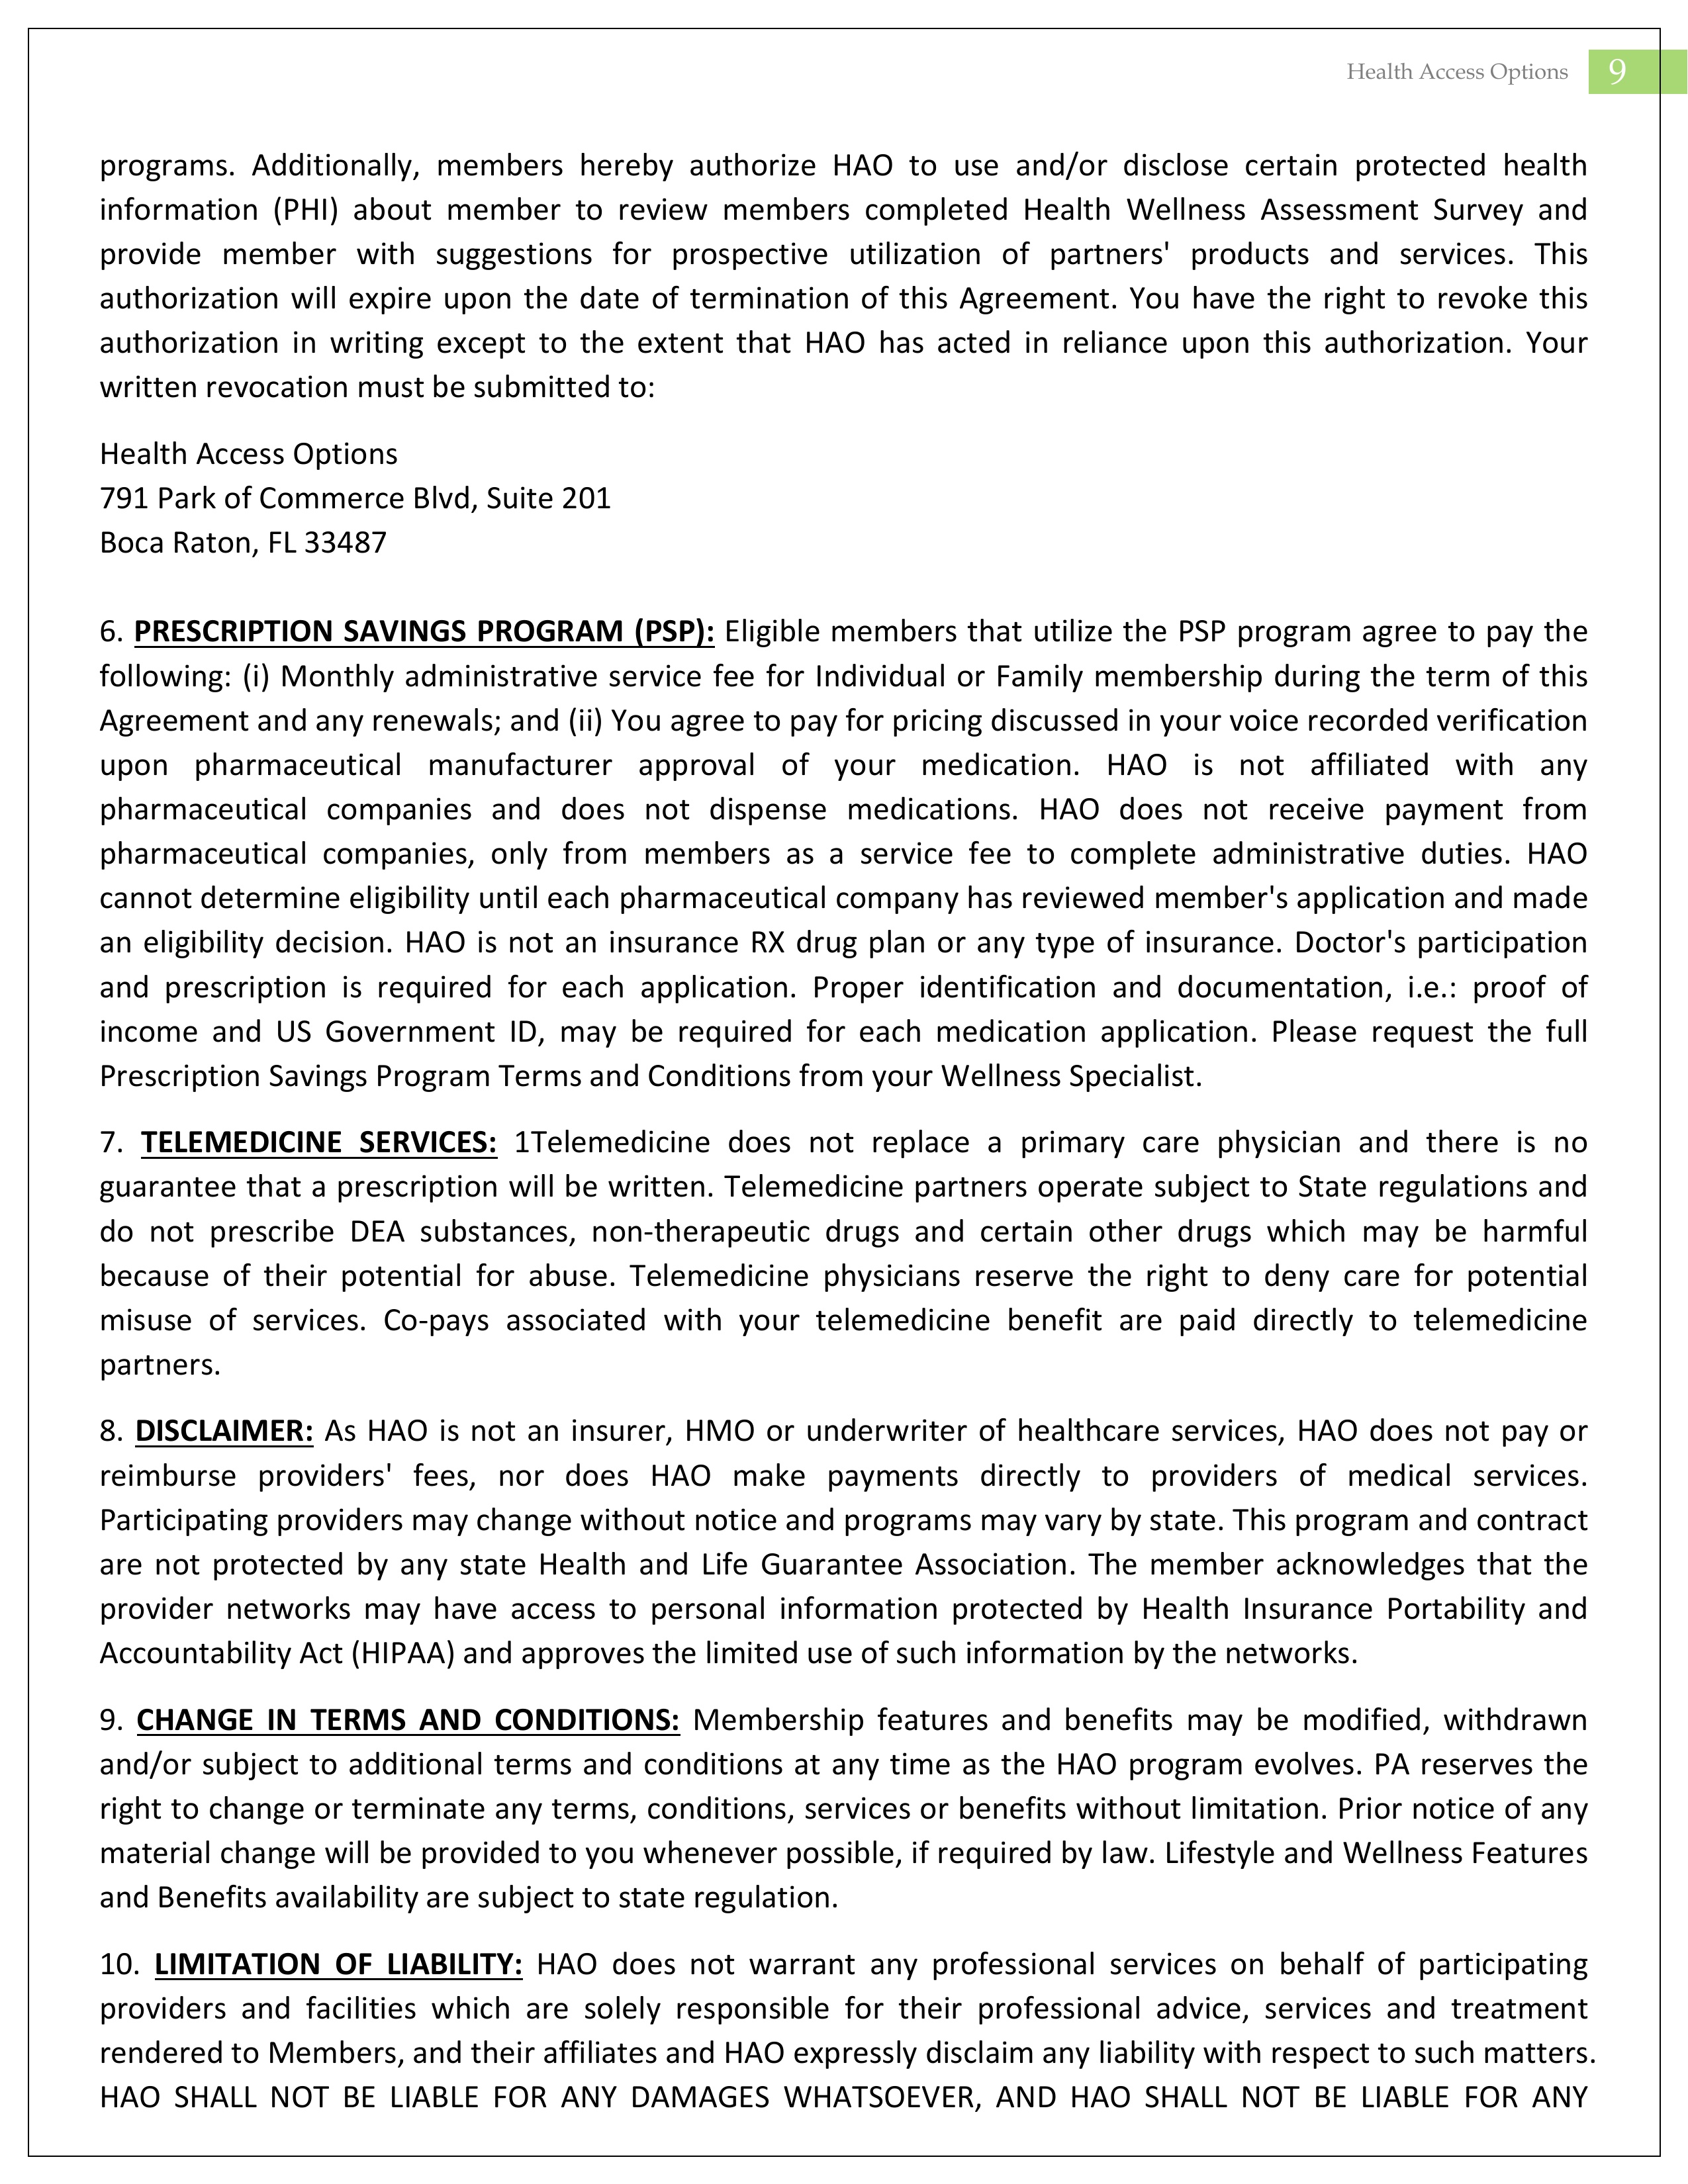 Health Access Options 9
programs. Additionally, members hereby authorize HAO to use and/or disclose certain protected health
information (PHI) about member to review members completed Health Wellness Assessment Survey and
provide member with suggestions for prospective utilization of partners' products and services. This
authorization will expire upon the date of termination of this Agreement. You have the right to revoke this
authorization in writing except to the extent that HAO has acted in reliance upon this authorization. Your
written revocation must be submitted to:
Health Access Options
791 Park of Commerce Blvd, Suite 201
Boca Raton, FL 33487
6. PRESCRIPTION SAVINGS PROGRAM (PSP): Eligible members that utilize the PSP program agree to pay the
following: (i) Monthly administrative service fee for Individual or Family membership during the term of this
Agreement and any renewals; and (ii) You agree to pay for pricing discussed in your voice recorded verification
upon pharmaceutical manufacturer approval of your medication. HAO is not affiliated with any
pharmaceutical companies and does not dispense medications. HAO does not receive payment from
pharmaceutical companies, only from members as a service fee to complete administrative duties. HAO
cannot determine eligibility until each pharmaceutical company has reviewed member's application and made
an eligibility decision. HAO is not an insurance RX drug plan or any type of insurance. Doctor's participation
and prescription is required for each application. Proper identification and documentation, i.e.: proof of
income and US Government ID, may be required for each medication application. Please request the full
Prescription Savings Program Terms and Conditions from your Wellness Specialist.
7. TELEMEDICINE SERVICES: 1Telemedicine does not replace a primary care physician and there is no
guarantee that a prescription will be written. Telemedicine partners operate subject to State regulations and
do not prescribe DEA substances, non-therapeutic drugs and certain other drugs which may be harmful
because of their potential for abuse. Telemedicine physicians reserve the right to deny care for potential
misuse of services. Co-pays associated with your telemedicine benefit are paid directly to telemedicine
partners.
8. DISCLAIMER: As HAO is not an insurer, HMO or underwriter of healthcare services, HAO does not pay or
reimburse providers' fees, nor does HAO make payments directly to providers of medical services.
Participating providers may change without notice and programs may vary by state. This program and contract
are not protected by any state Health and Life Guarantee Association. The member acknowledges that the
provider networks may have access to personal information protected by Health Insurance Portability and
Accountability Act (HIPAA) and approves the limited use of such information by the networks.
9. CHANGE IN TERMS AND CONDITIONS: Membership features and benefits may be modified, withdrawn
and/or subject to additional terms and conditions at any time as the HAO program evolves. PA reserves the
right to change or terminate any terms, conditions, services or benefits without limitation. Prior notice of any
material change will be provided to you whenever possible, if required by law. Lifestyle and Wellness Features
and Benefits availability are subject to state regulation.
10. LIMITATION OF LIABILITY: HAO does not warrant any professional services on behalf of participating
providers and facilities which are solely responsible for their professional advice, services and treatment
rendered to Members, and their affiliates and HAO expressly disclaim any liability with respect to such matters.
HAO SHALL NOT BE LIABLE FOR ANY DAMAGES WHATSOEVER, AND HAO SHALL NOT BE LIABLE FOR ANY